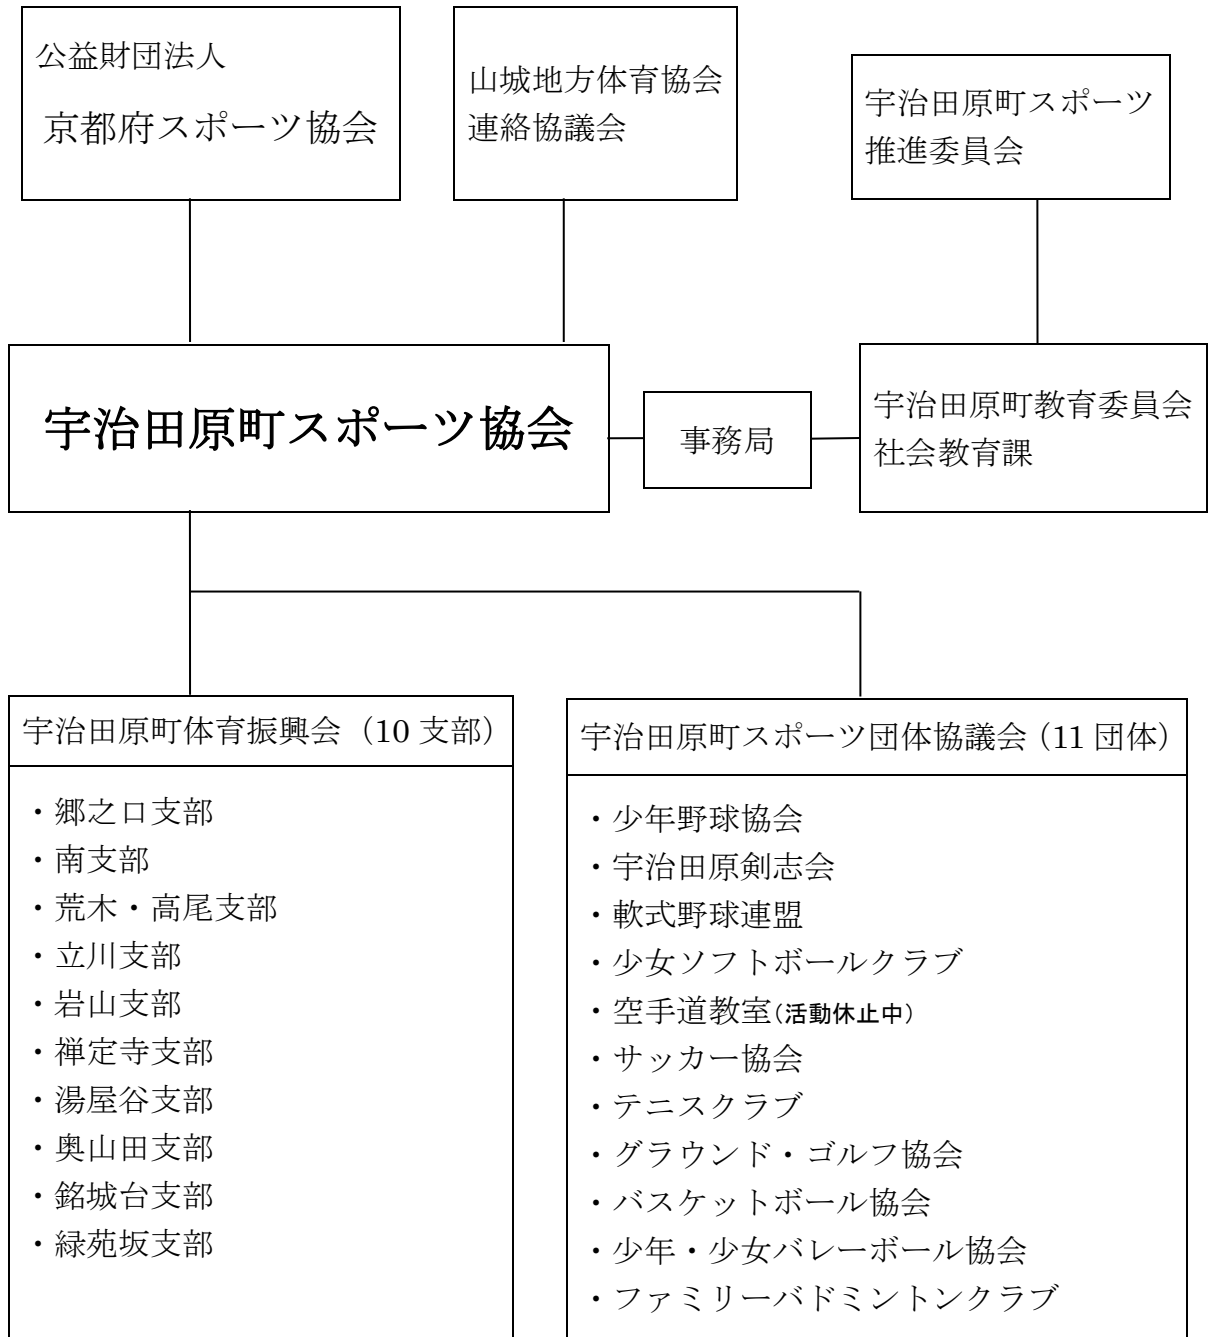 公益財団法人
京都府スポーツ協会
山城地方体育協会
連絡協議会
宇治田原町スポーツ
推進委員会
宇治田原町スポーツ協会
事務局
宇治田原町教育委員会
社会教育課
宇治田原町体育振興会（10 支部）
・郷之口支部
・南支部
・荒木・高尾支部
・立川支部
・岩山支部
・禅定寺支部
・湯屋谷支部
・奥山田支部
・銘城台支部
・緑苑坂支部
宇治田原町スポーツ団体協議会（11 団体）
・少年野球協会
・宇治田原剣志会
・軟式野球連盟
・少女ソフトボールクラブ
・空手道教室（活動休止中）
・サッカー協会
・テニスクラブ
・グラウンド・ゴルフ協会
・バスケットボール協会
・少年・少女バレーボール協会
・ファミリーバドミントンクラブ